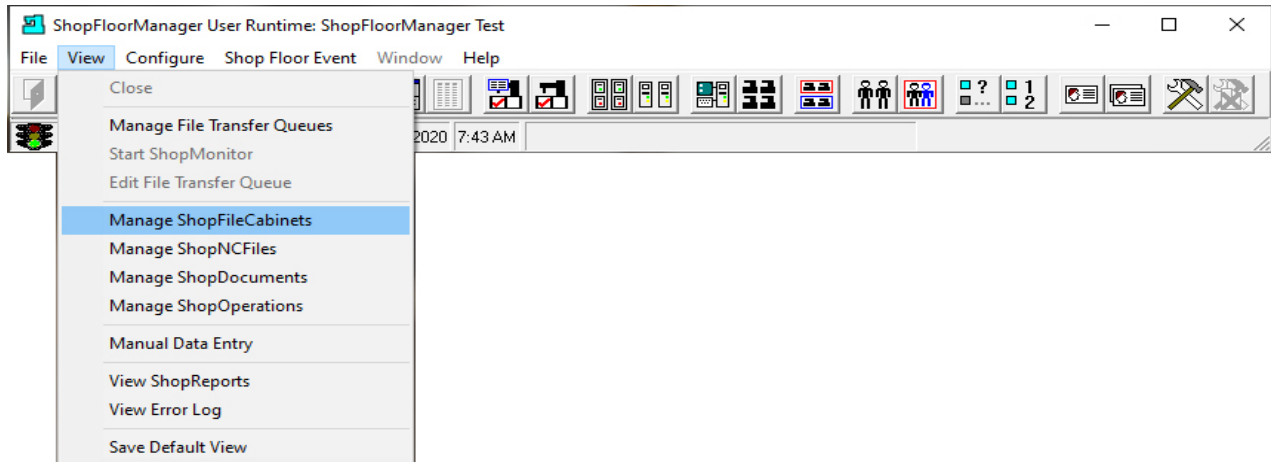 ShopFloorManager User Runtime: ShopFloorManager Test
File View Configure Shop Floor Event Window Help
Close
? 1
... 2
Manage File Transfer Queues
2020 7:43 AM
Start ShopMonitor
Edit File Transfer Queue
Manage ShopFileCabinets
Manage ShopNCFiles
Manage ShopDocuments
Manage ShopOperations
Manual Data Entry
View ShopReports
View Error Log
Save Default View